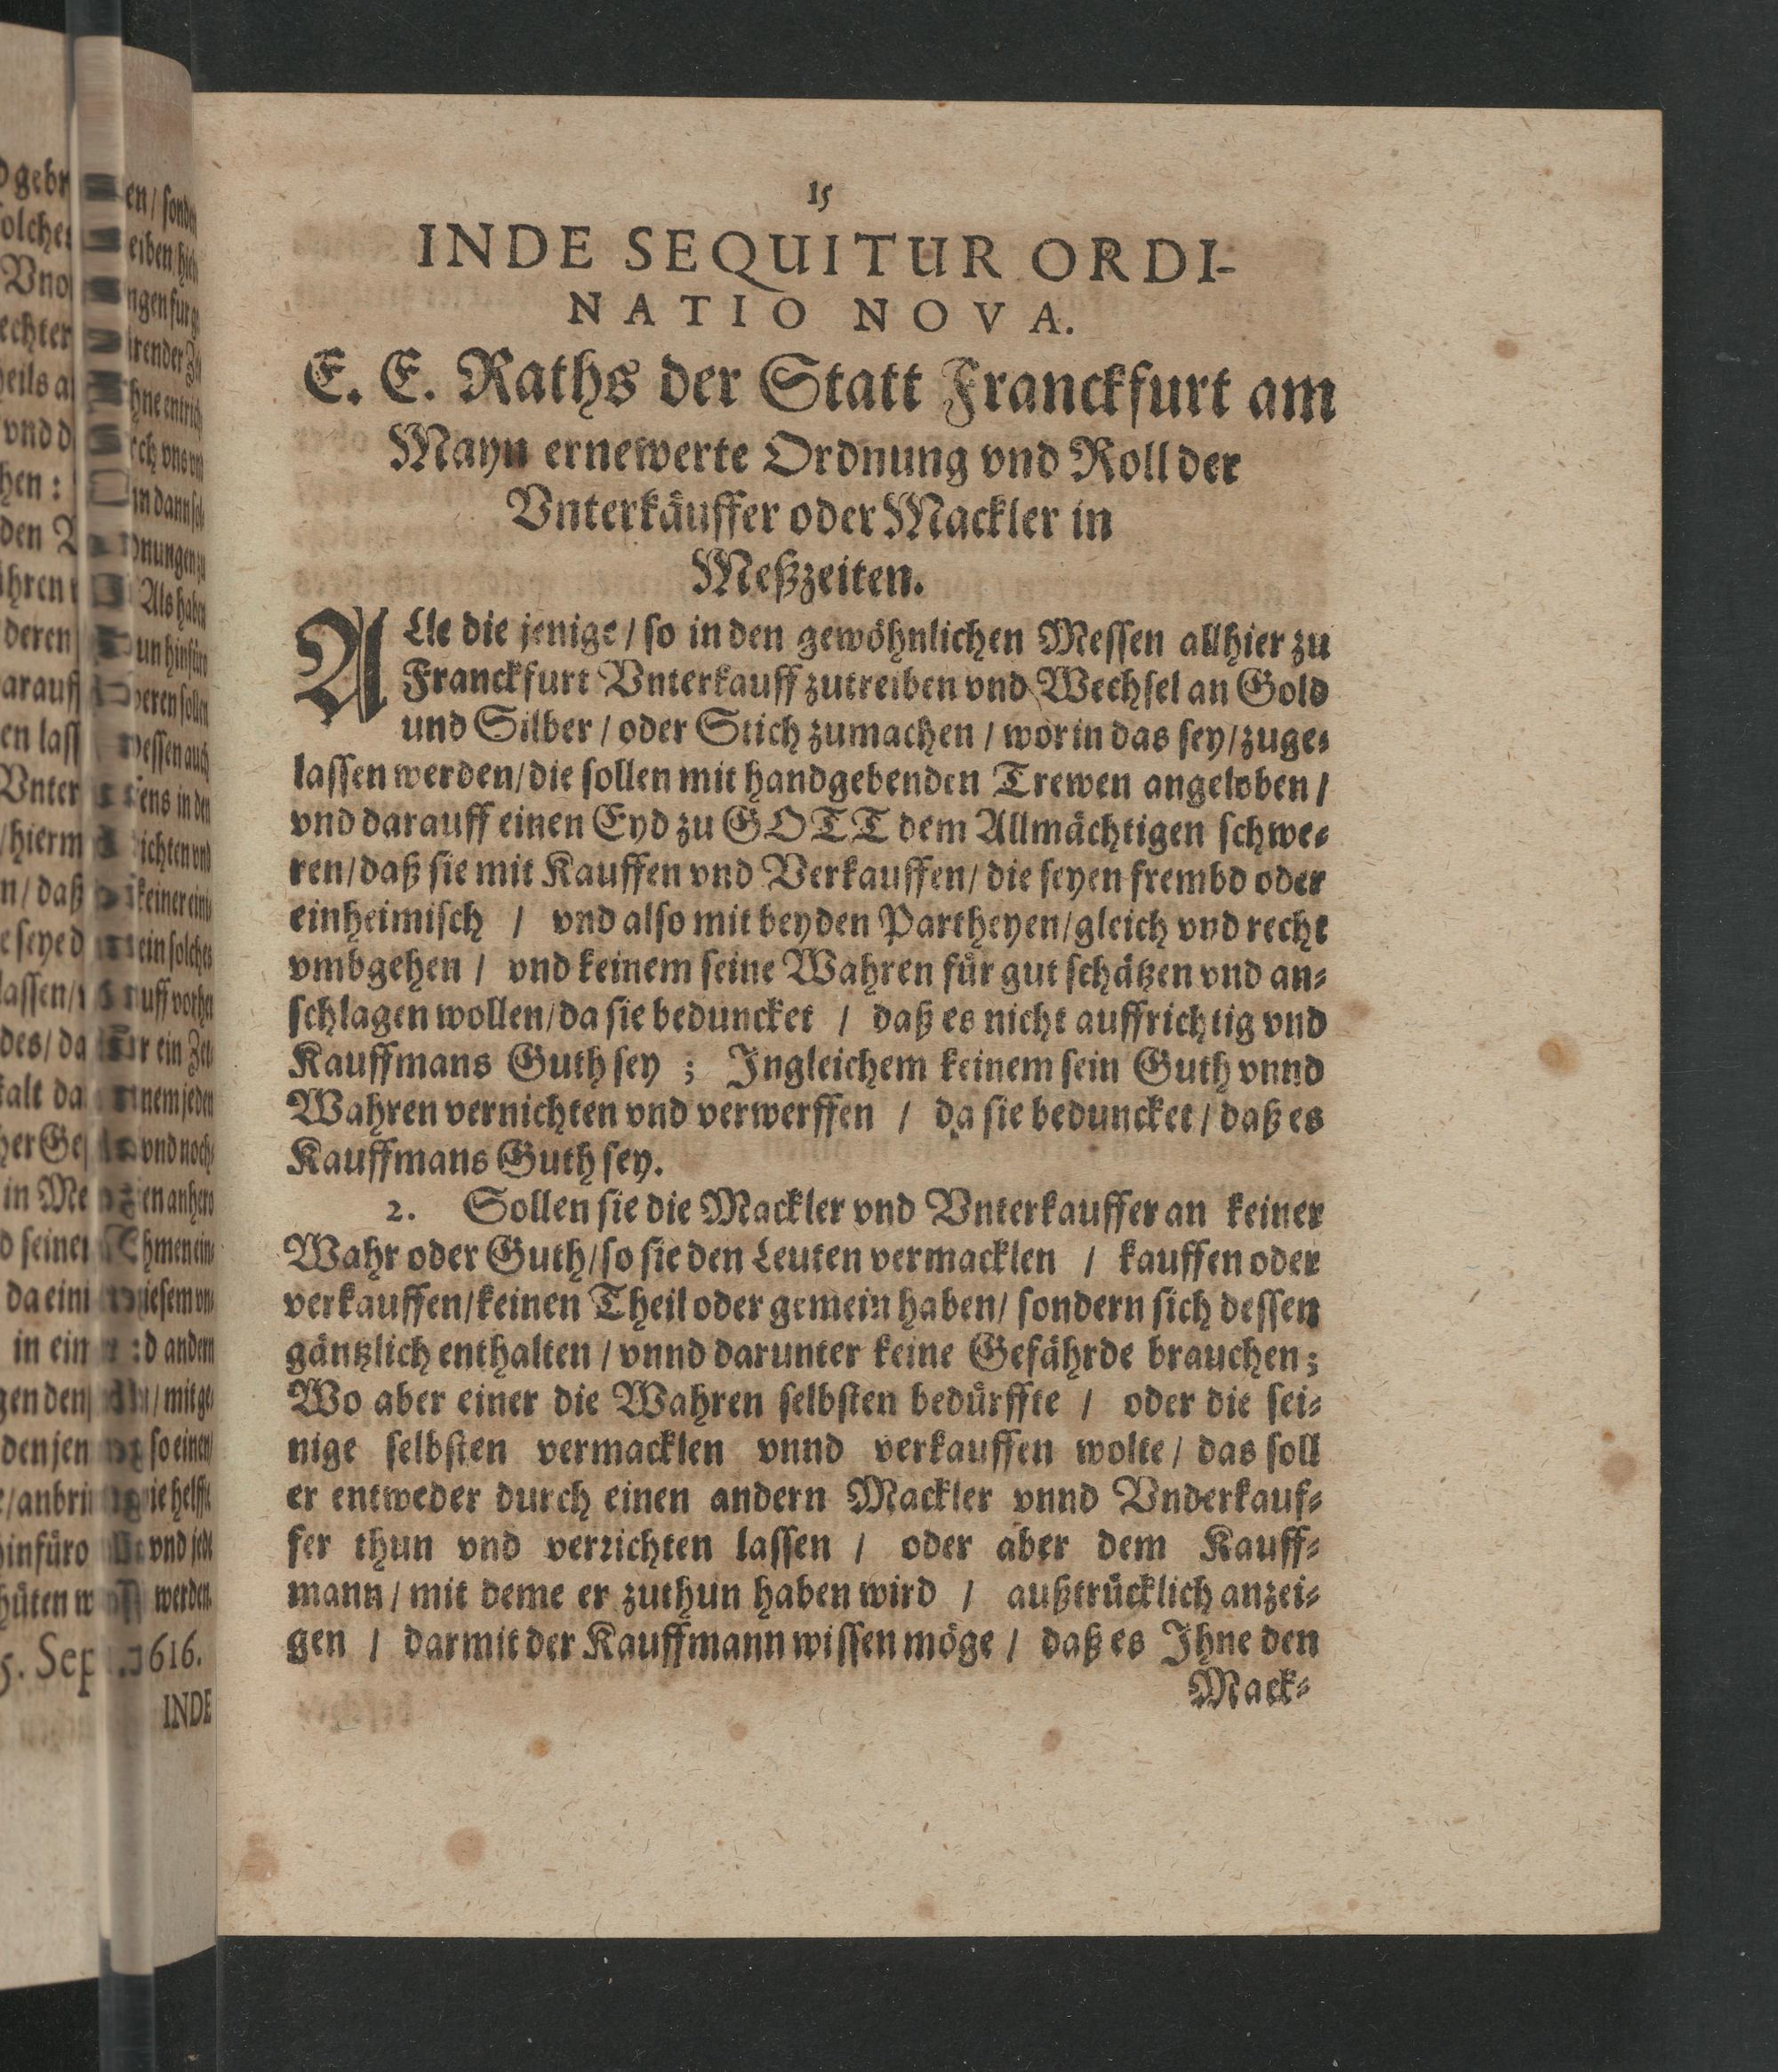 15
INDE SEQUITUR ORDI-
NATIO NOVA.
E. E. Raths der Statt Franckfurt am
Mayn ernewerte Ordnung vnd Roll der
Vnterkäuffer oder Mackler in
Meßzeiten.
ALle die jenige / so in den gewöhnlichen Messen allhier zu
Franckfurt Vnterkauff zutreiben vnd Wechsel an Gold
und Silber / oder Stich zumachen / worin das sey / zuge-
lassen werden / die sollen mit handgebenden Trewen angeloben /
vnd darauff einen Eyd zu GOTT dem Allmächtigen schwe-
ren / daß sie mit Kauffen vnd Verkauffen / die seyen frembd oder
einheimisch / vnd also mit beyden Partheyen / gleich vnd recht
vmbgehen / vnd keinem seine Wahren für gut schätzen vnd an-
schlagen wollen / da sie beduncket / daß es nicht auffrichtig vnd
Kauffmans Guth sey ; Ingleichem keinem sein Guth vnnd
Wahren vernichten vnd verwerffen / da sie beduncket / daß es
Kauffmans Guth sey.
2. Sollen sie die Mackler vnd Vnterkauffer an keiner
Wahr oder Guth / so sie den Leuten vermacklen / kauffen oder
verkauffen / keinen Theil oder gemein haben / sondern sich dessen
gäntzlich enthalten / vnnd darunter keine Gefährde brauchen ;
Wo aber einer die Wahren selbsten bedürffte / oder die sei-
nige selbsten vermacklen vnnd verkauffen wolte / das soll
er entweder durch einen andern Mackler vnnd Vnderkauf-
fer thun vnd verrichten lassen / oder aber dem Kauff-
mann / mit deme er zuthun haben wird / außtrücklich anzei-
gen / darmit der Kauffmann wissen möge / daß es Ihne den
Mack-